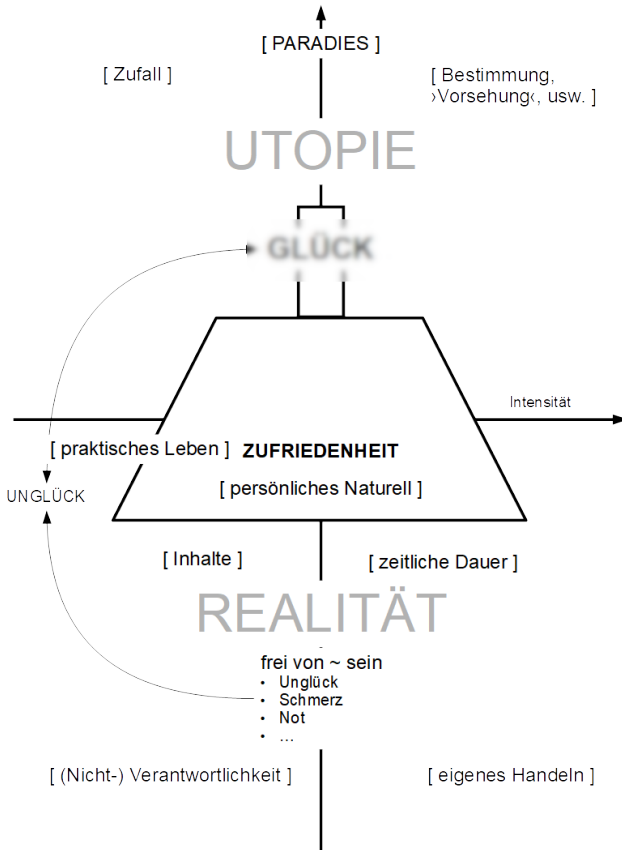 [ PARADIES ]
[ Zufall ]
[ Bestimmung,
›Vorsehung‹, usw. ]
UTOPIE
GLÜCK
Intensität
[ praktisches Leben ] ZUFRIEDENHEIT
[ persönliches Naturell ]
UNGLÜCK
[ Inhalte ]
[ zeitliche Dauer ]
REALITÄT
frei von ~ sein
• Unglück
• Schmerz
• Not
• ...
[ (Nicht-) Verantwortlichkeit ]
[ eigenes Handeln ]